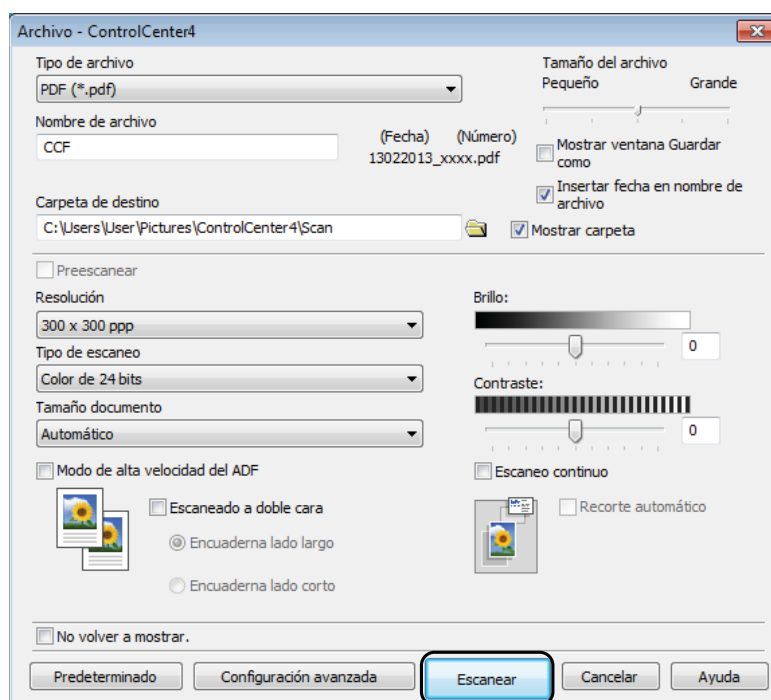 Archivo - ControlCenter4
Tipo de archivo
PDF (*.pdf)
Tamaño del archivo
Pequeño Grande
Nombre de archivo
CCF
(Fecha) (Número)
13022013_xxxx.pdf
Mostrar ventana Guardar
como
Insertar fecha en nombre de
archivo
Carpeta de destino
C:\Users\User\Pictures\ControlCenter4\Scan
Mostrar carpeta
Preescanear
Resolución
300 x 300 ppp
Tipo de escaneo
Color de 24 bits
Tamaño documento
Automático
Brillo:
0
Contraste:
0
Modo de alta velocidad del ADF
Escaneado a doble cara
Encuaderna lado largo
Encuaderna lado corto
Escaneo continuo
Recorte automático
No volver a mostrar.
Predeterminado Configuración avanzada Escanear Cancelar Ayuda